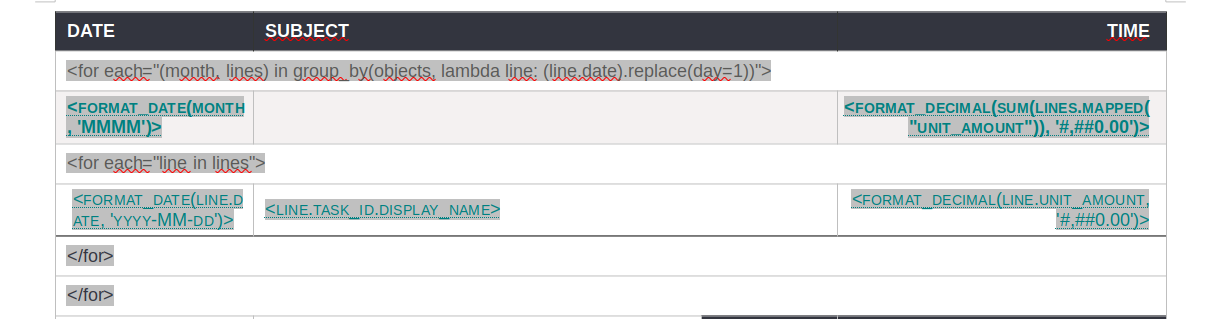 DATE SUBJECT TIME
<for each="(month, lines) in group_by(objects, lambda line: (line.date).replace(day=1))">
<FORMAT_DATE(MONTH
, 'MMMM')>
<FORMAT_DECIMAL(SUM(LINES.MAPPED(
"UNIT_AMOUNT")), '#,##0.00')>
<for each="line in lines">
<FORMAT_DATE(LINE.D
ATE, 'YYYY-MM-DD')>
<LINE.TASK_ID.DISPLAY_NAME>
<FORMAT_DECIMAL(LINE.UNIT_AMOUNT,
'#,##0.00')>
</for>
</for>